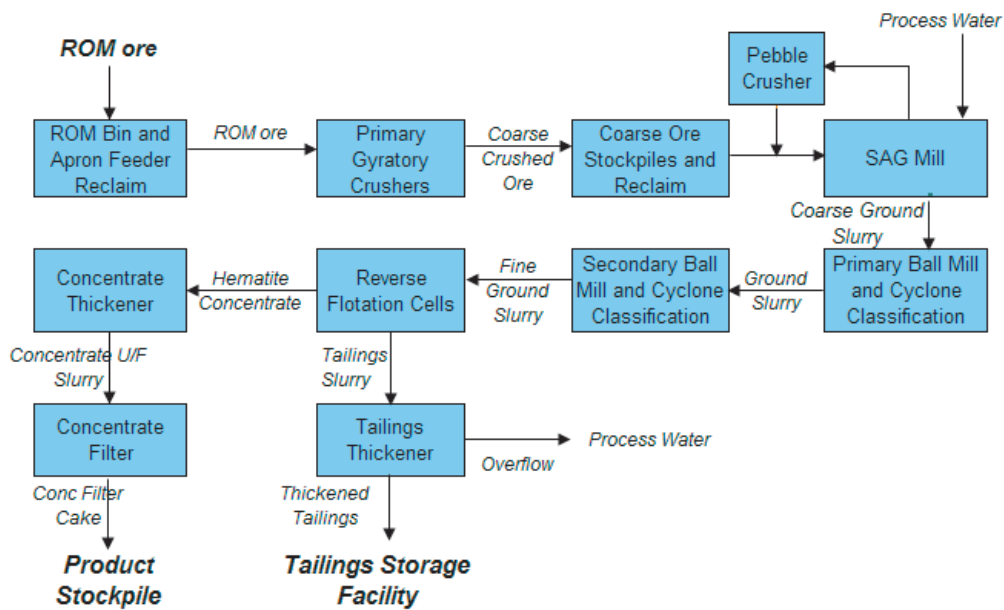 Process Water
ROM ore
Pebble
Crusher
ROM Bin and
Apron Feeder
Reclaim
ROM ore
Primary
Gyratory
Crushers
Coarse
Crushed
Ore
Coarse Ore
Stockpiles and
Reclaim
SAG Mill
Coarse Ground
Slurry
Concentrate
Thickener
Hematite
Concentrate
Reverse
Flotation Cells
Fine
Ground
Slurry
Secondary Ball
Mill and Cyclone
Classification
Ground
Slurry
Primary Ball Mill
and Cyclone
Classification
Concentrate U/F
Slurry
Tailings
Slurry
Concentrate
Filter
Tailings
Thickener
Overflow
Process Water
Conc Filter
Cake
Thickened
Tailings
Product
Stockpile
Tailings Storage
Facility